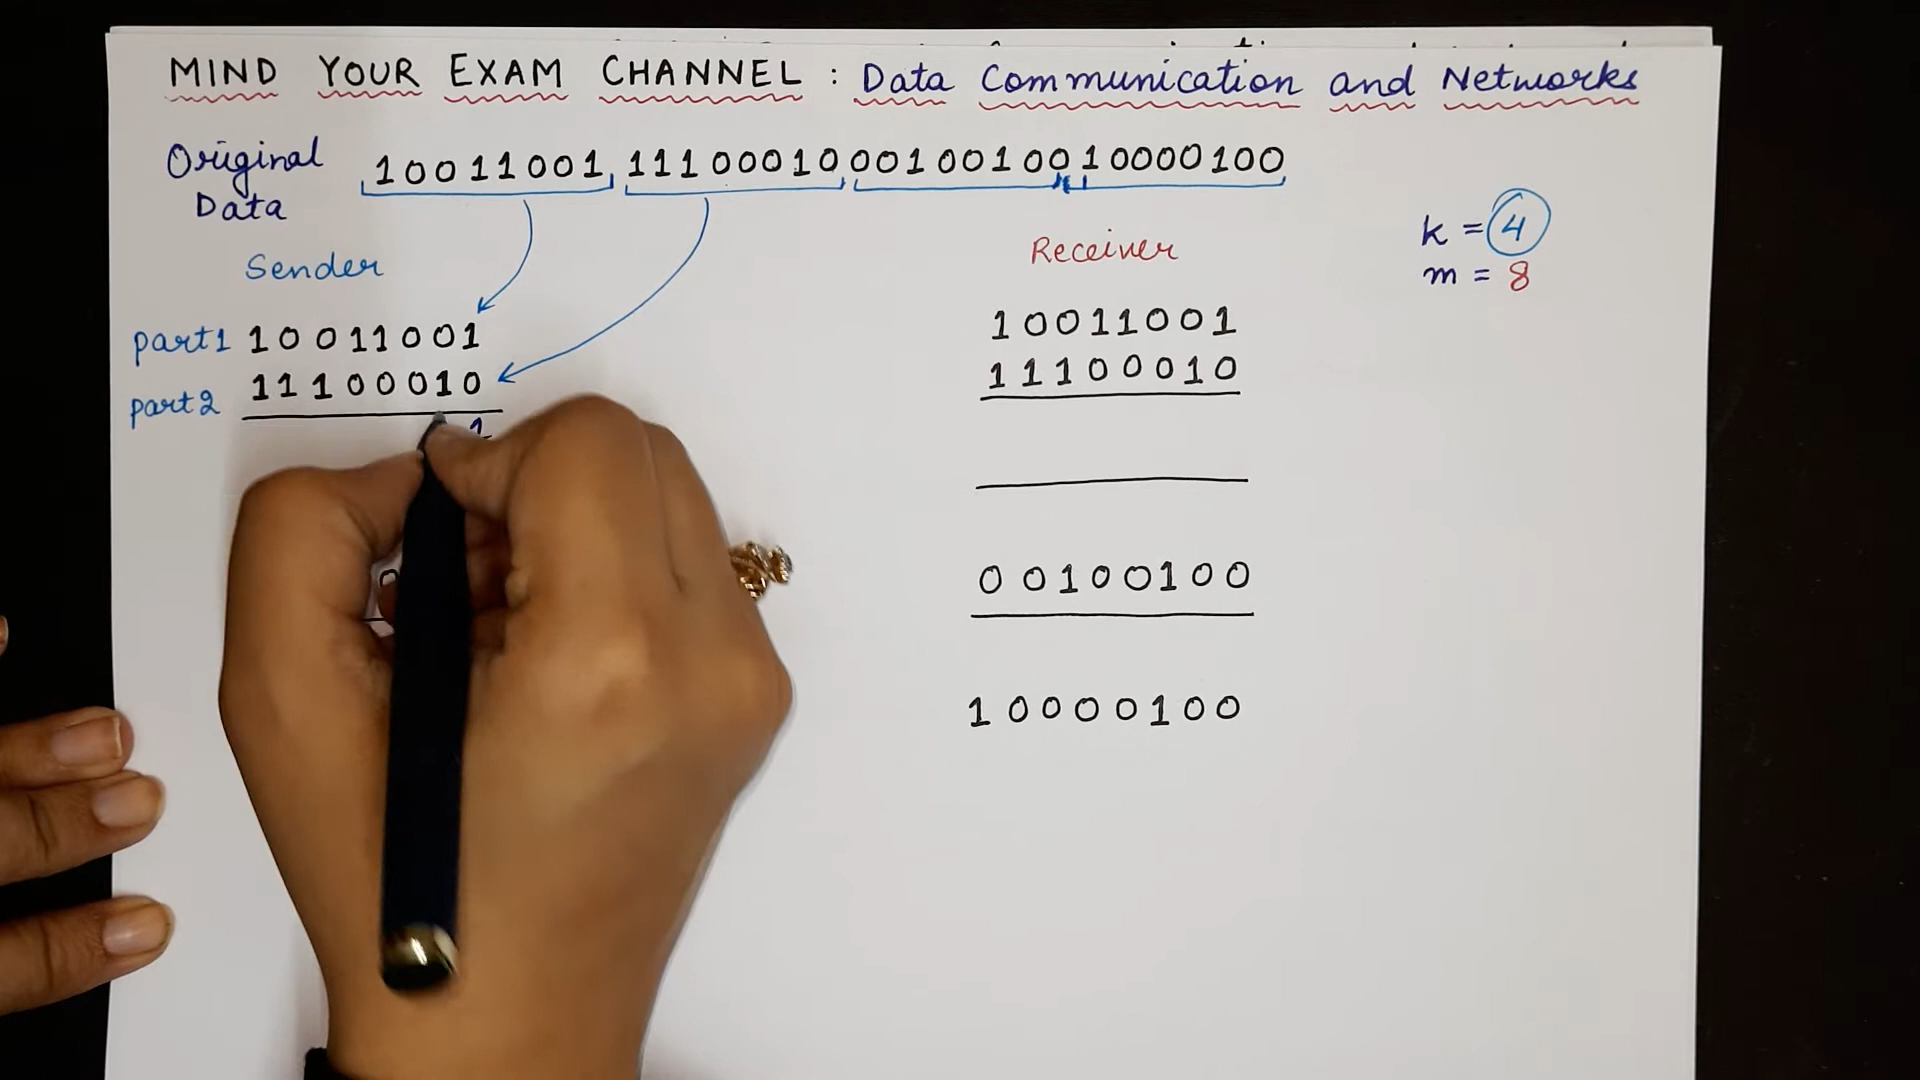 MIND YOUR EXAM CHANNEL : Data Communication and Networks
Original Data 10011001 11100010 00100100 10000100
k = 4
m = 8
Sender
Receiver
part1 10011001
part2 11100010
1
10011001
11100010
00100100
10000100